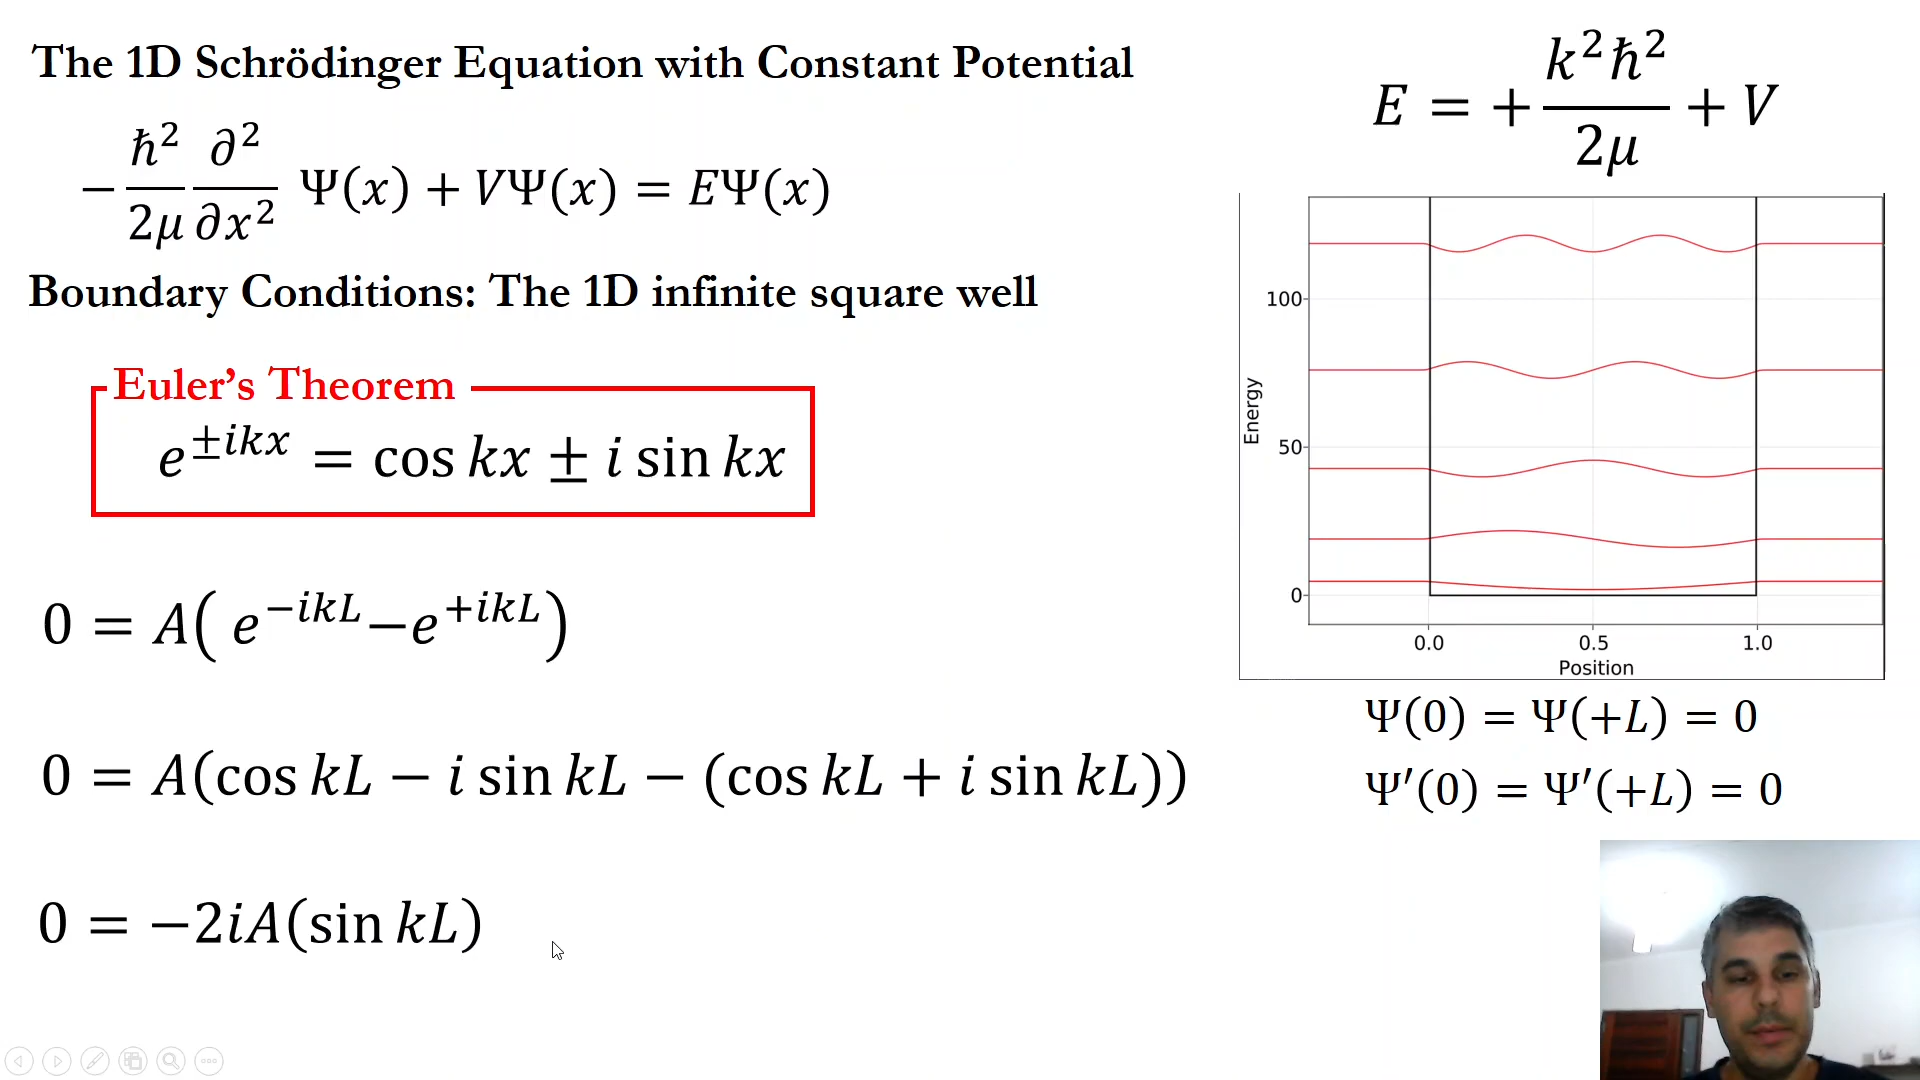 The 1D Schrödinger Equation with Constant Potential
−ħ²/2μ ∂²/∂x² Ψ(x) + VΨ(x) = EΨ(x)
Boundary Conditions: The 1D infinite square well
Euler’s Theorem
e^{±ikx} = cos kx ± i sin kx
0 = A( e^{−ikL}−e^{+ikL})
0 = A(cos kL − i sin kL − (cos kL + i sin kL))
0 = −2iA(sin kL)
E = + k²ħ²/2μ + V
100
50
0
Energy
0.0 0.5 1.0
Position
Ψ(0) = Ψ(+L) = 0
Ψ′(0) = Ψ′(+L) = 0